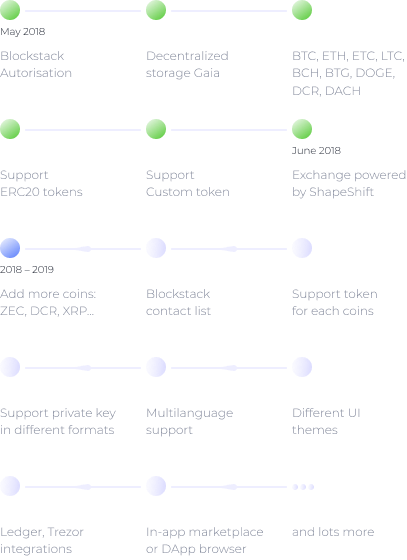 May 2018
Blockstack
Autorisation
Decentralized
storage Gaia
BTC, ETH, ETC, LTC,
BCH, BTG, DOGE,
DCR, DACH
Support
ERC20 tokens
Support
Custom token
June 2018
Exchange powered
by ShapeShift
2018 – 2019
Add more coins:
ZEC, DCR, XRP...
Blockstack
contact list
Support token
for each coins
Support private key
in different formats
Multilanguage
support
Different UI
themes
Ledger, Trezor
integrations
In-app marketplace
or DApp browser
and lots more